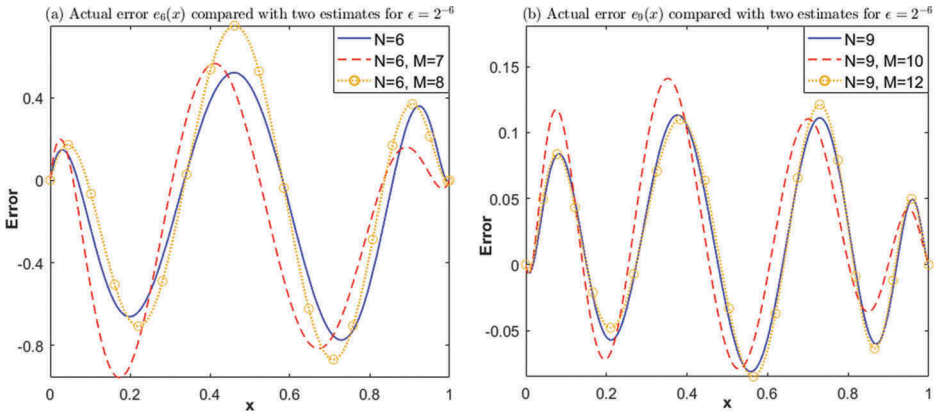 (a) Actual error e₆(x) compared with two estimates for ϵ = 2⁻⁶
N=6
N=6, M=7
N=6, M=8
0.4
0
-0.4
-0.8
Error
0 0.2 0.4 0.6 0.8 1
x
(b) Actual error e₉(x) compared with two estimates for ϵ = 2⁻⁶
N=9
N=9, M=10
N=9, M=12
0.15
0.1
0.05
0
-0.05
Error
0 0.2 0.4 0.6 0.8 1
x